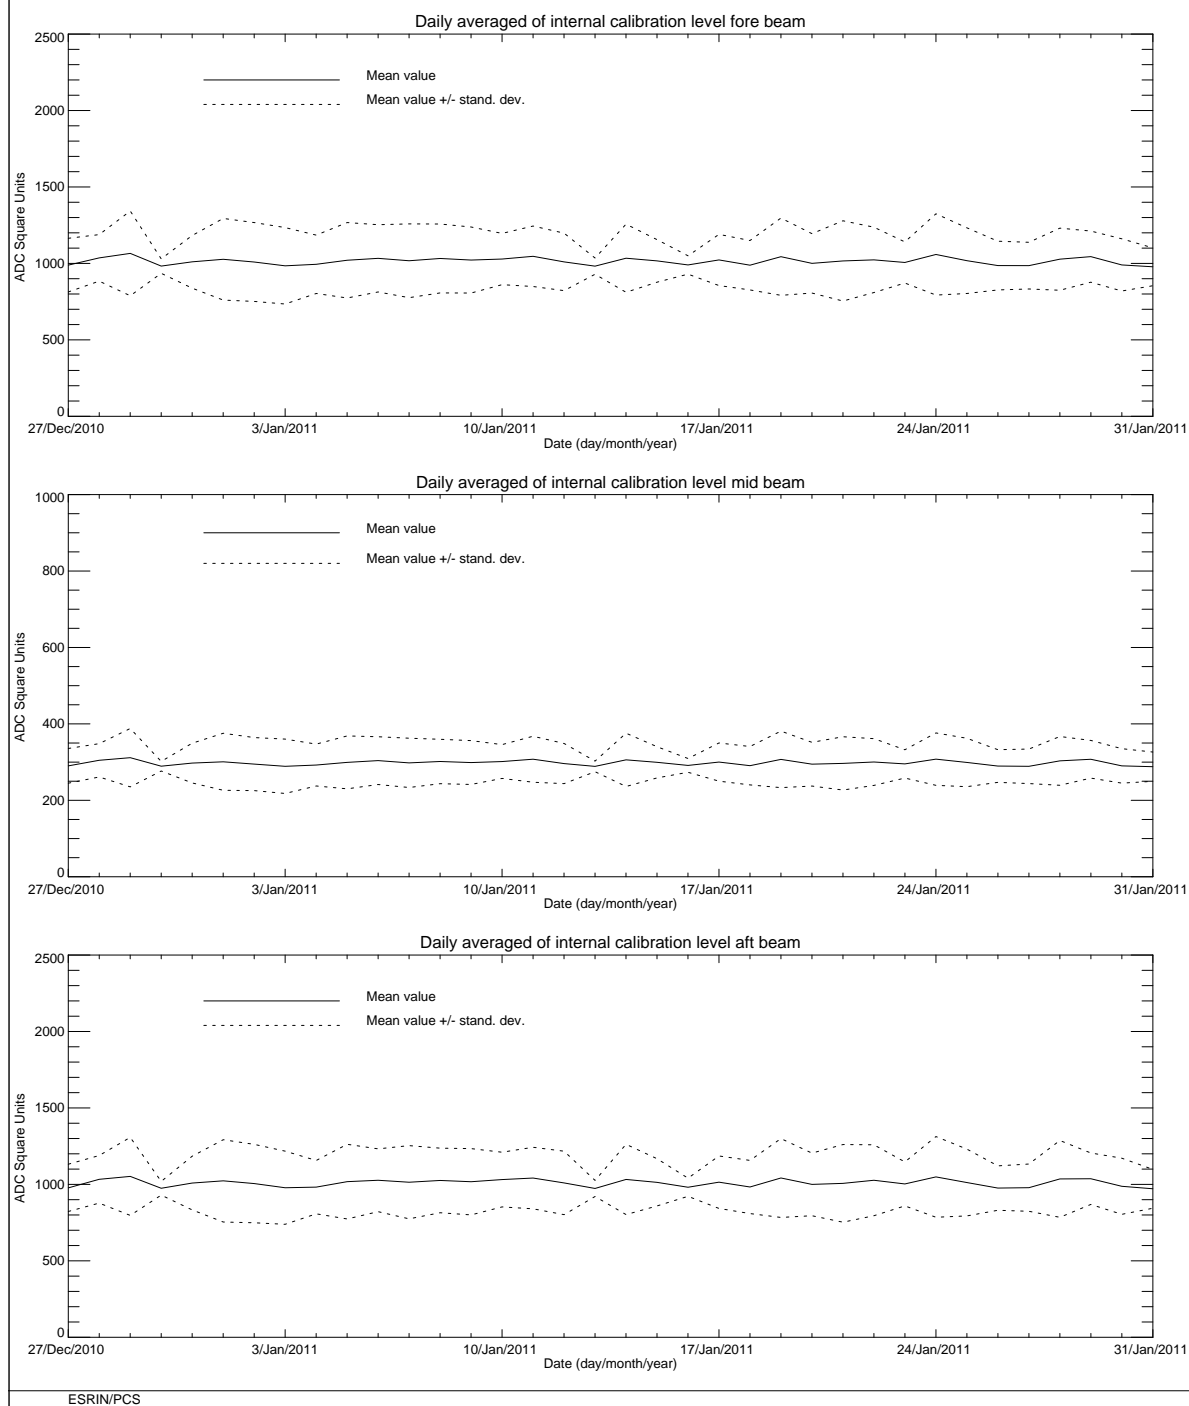 Daily averaged of internal calibration level fore beam
2500
2000
1500
1000
500
0
ADC Square Units
Mean value
Mean value +/- stand. dev.
27/Dec/2010 3/Jan/2011 10/Jan/2011 17/Jan/2011 24/Jan/2011 31/Jan/2011
Date (day/month/year)
Daily averaged of internal calibration level mid beam
1000
800
600
400
200
0
ADC Square Units
Mean value
Mean value +/- stand. dev.
27/Dec/2010 3/Jan/2011 10/Jan/2011 17/Jan/2011 24/Jan/2011 31/Jan/2011
Date (day/month/year)
Daily averaged of internal calibration level aft beam
2500
2000
1500
1000
500
0
ADC Square Units
Mean value
Mean value +/- stand. dev.
27/Dec/2010 3/Jan/2011 10/Jan/2011 17/Jan/2011 24/Jan/2011 31/Jan/2011
Date (day/month/year)
ESRIN/PCS